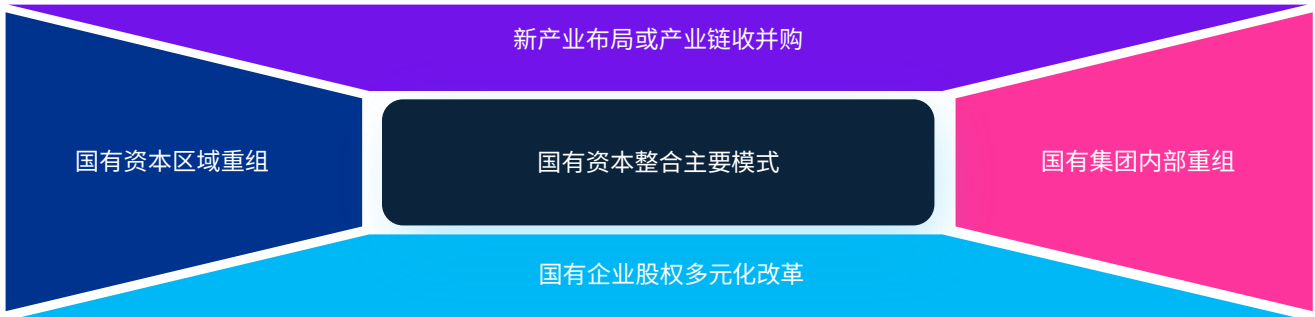 新产业布局或产业链收并购
国有资本区域重组
国有资本整合主要模式
国有集团内部重组
国有企业股权多元化改革